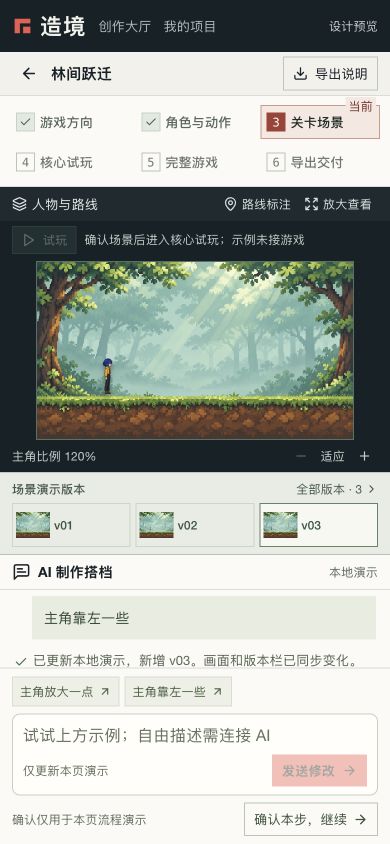 造境 创作大厅 我的项目 设计预览
林间跃迁 导出说明
当前
游戏方向 角色与动作 3 关卡场景
4 核心试玩 5 完整游戏 6 导出交付
人物与路线 路线标注 放大查看
试玩 确认场景后进入核心试玩；示例未接游戏
主角比例 120% 适应
场景演示版本 全部版本 · 3
v01 v02 v03
AI 制作搭档 本地演示
主角靠左一些
已更新本地演示，新增 v03。画面和版本栏已同步变化。
主角放大一点 主角靠左一些
试试上方示例；自由描述需连接 AI
仅更新本页演示 发送修改
确认仅用于本页流程演示 确认本步，继续